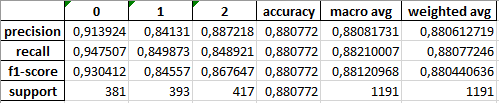 0 1 2 accuracy macro avg weighted avg
precision 0,913924 0,84131 0,887218 0,880772 0,88081731 0,880612719
recall 0,947507 0,849873 0,848921 0,880772 0,88210007 0,88077246
f1-score 0,930412 0,84557 0,867647 0,880772 0,88120968 0,880440636
support 381 393 417 0,880772 1191 1191